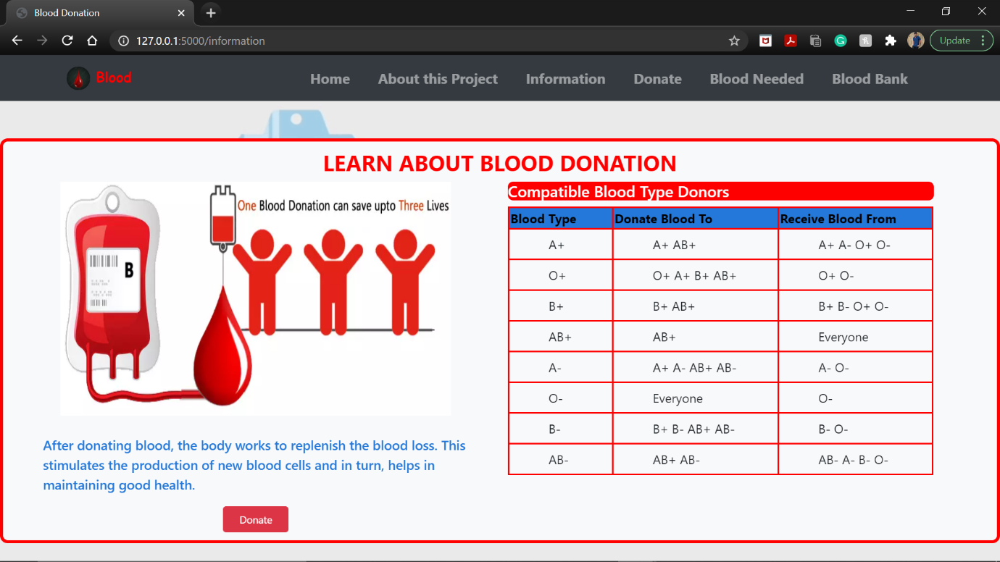 Blood Donation
127.0.0.1:5000/information
Update
Blood
Home About this Project Information Donate Blood Needed Blood Bank
LEARN ABOUT BLOOD DONATION
One Blood Donation can save upto Three Lives
B
After donating blood, the body works to replenish the blood loss. This
stimulates the production of new blood cells and in turn, helps in
maintaining good health.
Donate
Compatible Blood Type Donors
Blood Type Donate Blood To Receive Blood From
A+ A+ AB+ A+ A- O+ O-
O+ O+ A+ B+ AB+ O+ O-
B+ B+ AB+ B+ B- O+ O-
AB+ AB+ Everyone
A- A+ A- AB+ AB- A- O-
O- Everyone O-
B- B+ B- AB+ AB- B- O-
AB- AB+ AB- AB- A- B- O-